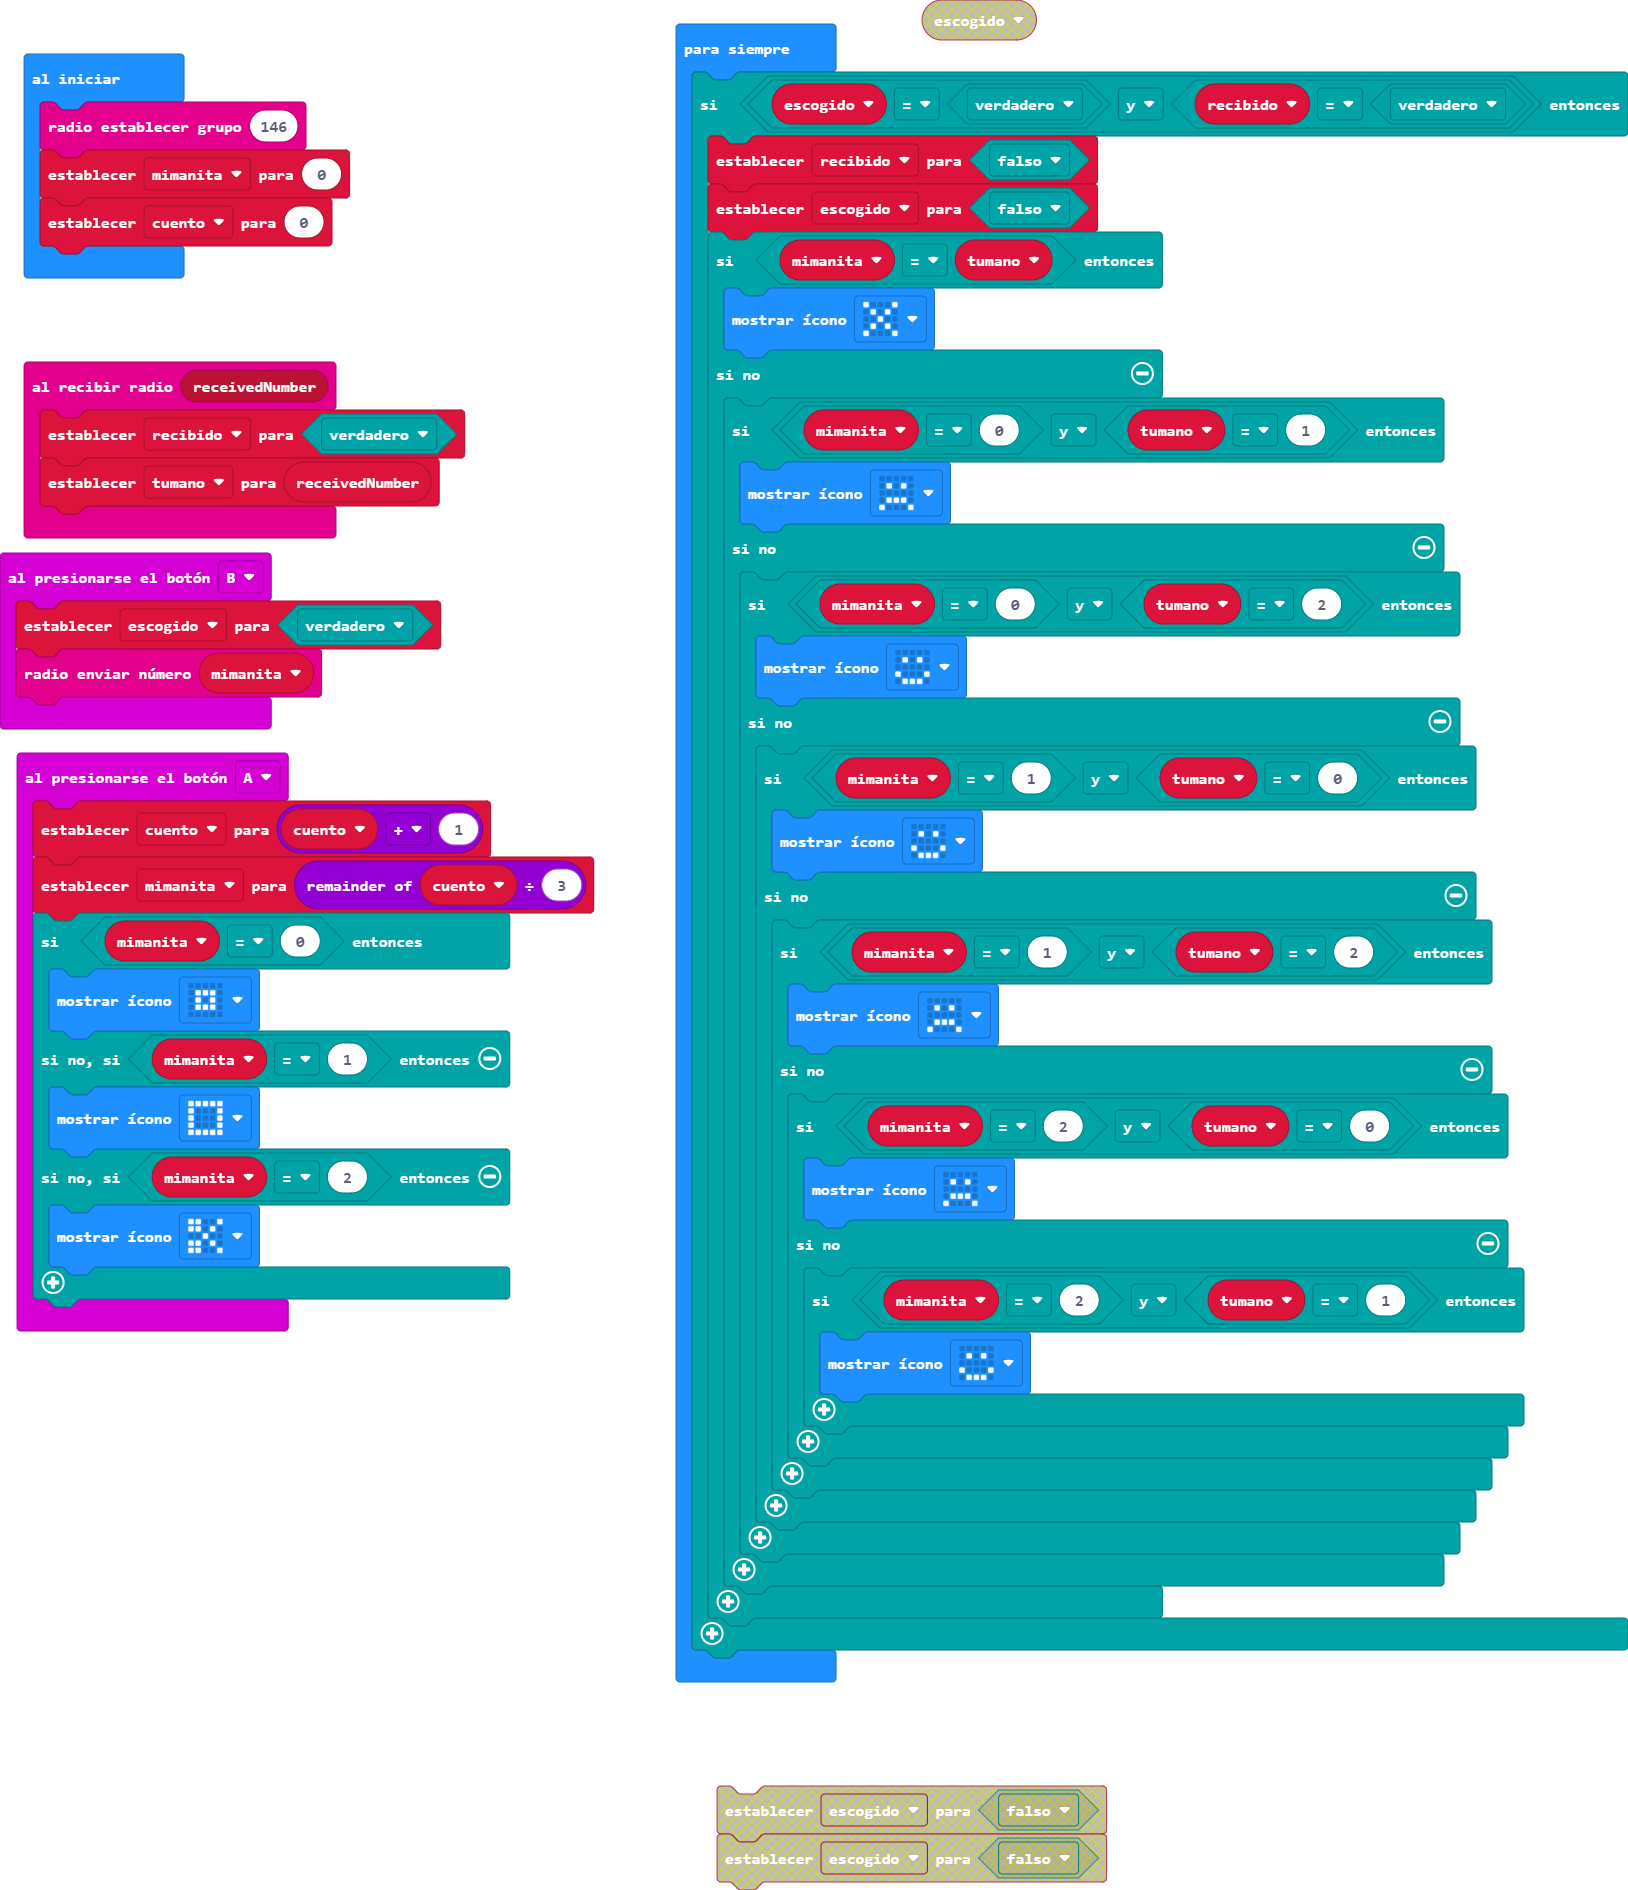 al iniciar
radio establecer grupo 146
establecer mimanita para 0
establecer cuento para 0
al recibir radio receivedNumber
establecer recibido para verdadero
establecer tumano para receivedNumber
al presionarse el botón B
establecer escogido para verdadero
radio enviar número mimanita
al presionarse el botón A
establecer cuento para cuento + 1
establecer mimanita para remainder of cuento ÷ 3
si mimanita = 0 entonces
mostrar ícono
si no, si mimanita = 1 entonces
mostrar ícono
si no, si mimanita = 2 entonces
mostrar ícono
escogido
para siempre
si escogido = verdadero y recibido = verdadero entonces
establecer recibido para falso
establecer escogido para falso
si mimanita = tumano entonces
mostrar ícono
si no
si mimanita = 0 y tumano = 1 entonces
mostrar ícono
si no
si mimanita = 0 y tumano = 2 entonces
mostrar ícono
si no
si mimanita = 1 y tumano = 0 entonces
mostrar ícono
si no
si mimanita = 1 y tumano = 2 entonces
mostrar ícono
si no
si mimanita = 2 y tumano = 0 entonces
mostrar ícono
si no
si mimanita = 2 y tumano = 1 entonces
mostrar ícono
establecer escogido para falso
establecer escogido para falso